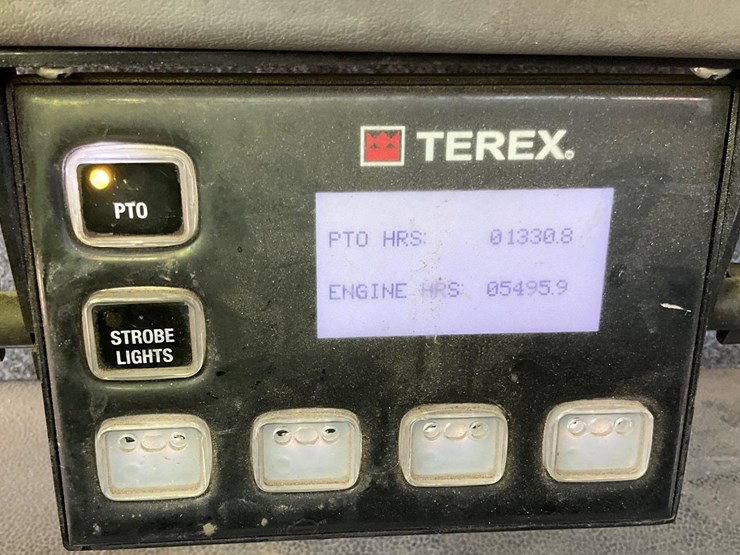 TEREX®
PTO
PTO HRS: 01330.8
ENGINE HRS: 05495.9
STROBE
LIGHTS